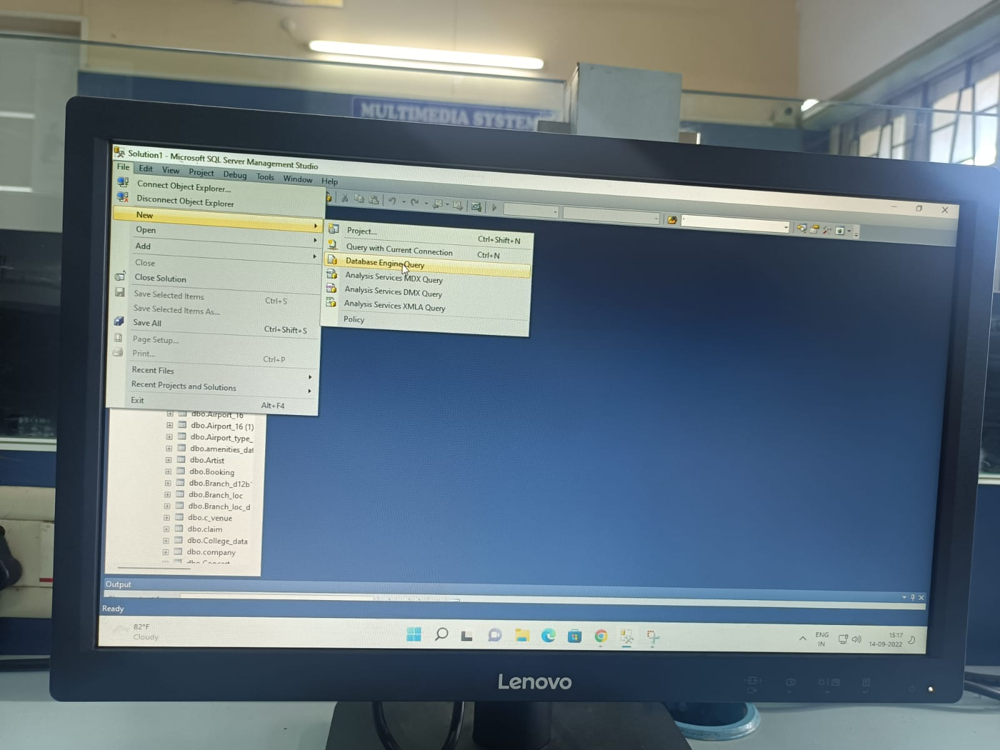 MULTIMEDIA SYSTEM
Solution1 - Microsoft SQL Server Management Studio
File Edit View Project Debug Tools Window Help
Connect Object Explorer...
Disconnect Object Explorer
New
Open
Add
Close
Close Solution
Save Selected Items Ctrl+S
Save Selected Items As...
Save All Ctrl+Shift+S
Page Setup...
Print... Ctrl+P
Recent Files
Recent Projects and Solutions
Exit Alt+F4
Project... Ctrl+Shift+N
Query with Current Connection Ctrl+N
Database Engine Query
Analysis Services MDX Query
Analysis Services DMX Query
Analysis Services XMLA Query
Policy
dbo.Airport_16
dbo.Airport_16 (1)
dbo.Airport_type_
dbo.amenities_dat
dbo.Artist
dbo.Booking
dbo.Branch_d12b
dbo.Branch_loc
dbo.Branch_loc_d
dbo.c_venue
dbo.claim
dbo.College_data
dbo.company
dbo.Concert
Output
Ready
82°F
Cloudy
ENG
IN
15:17
14-09-2022
Lenovo